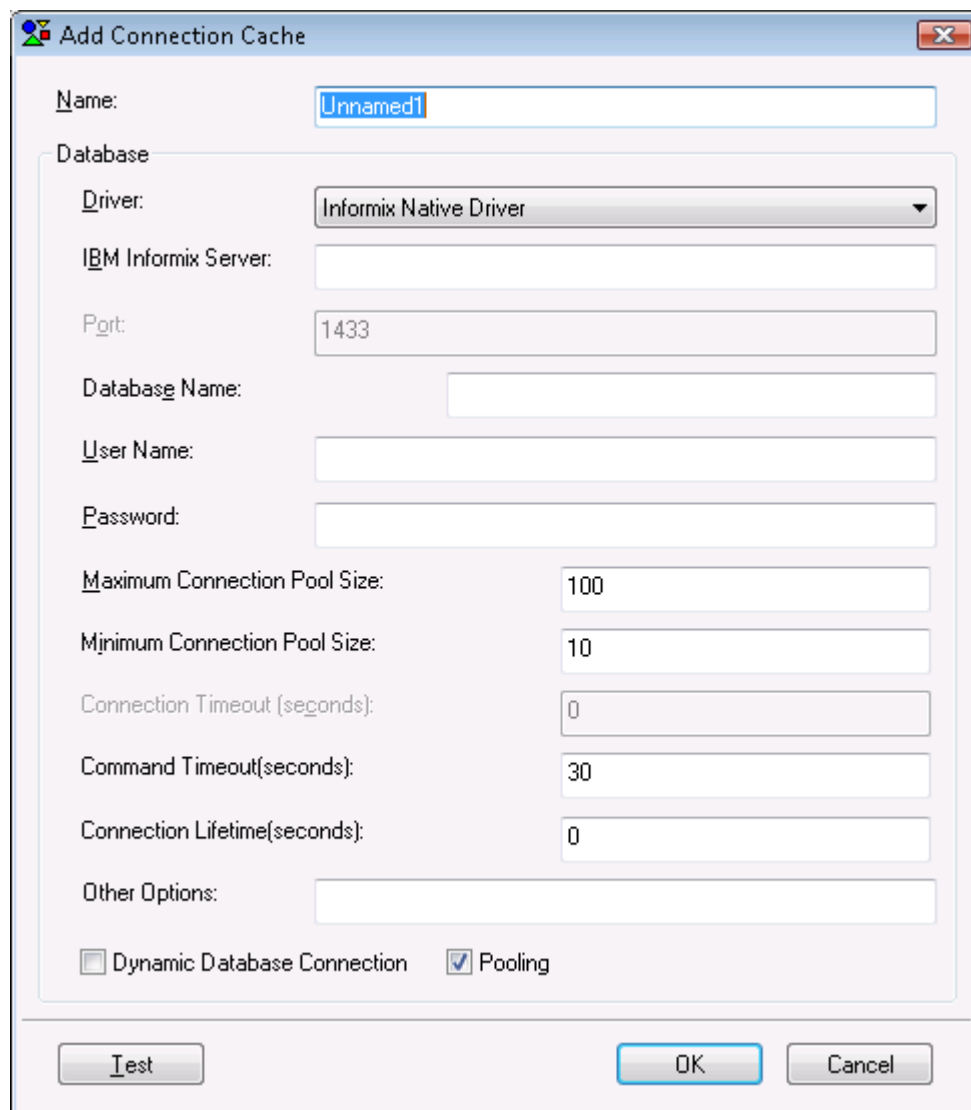 Add Connection Cache
Name: Unnamed1
Database
Driver: Informix Native Driver
IBM Informix Server:
Port: 1433
Database Name:
User Name:
Password:
Maximum Connection Pool Size: 100
Minimum Connection Pool Size: 10
Connection Timeout (seconds): 0
Command Timeout(seconds): 30
Connection Lifetime(seconds): 0
Other Options:
Dynamic Database Connection Pooling
Test OK Cancel